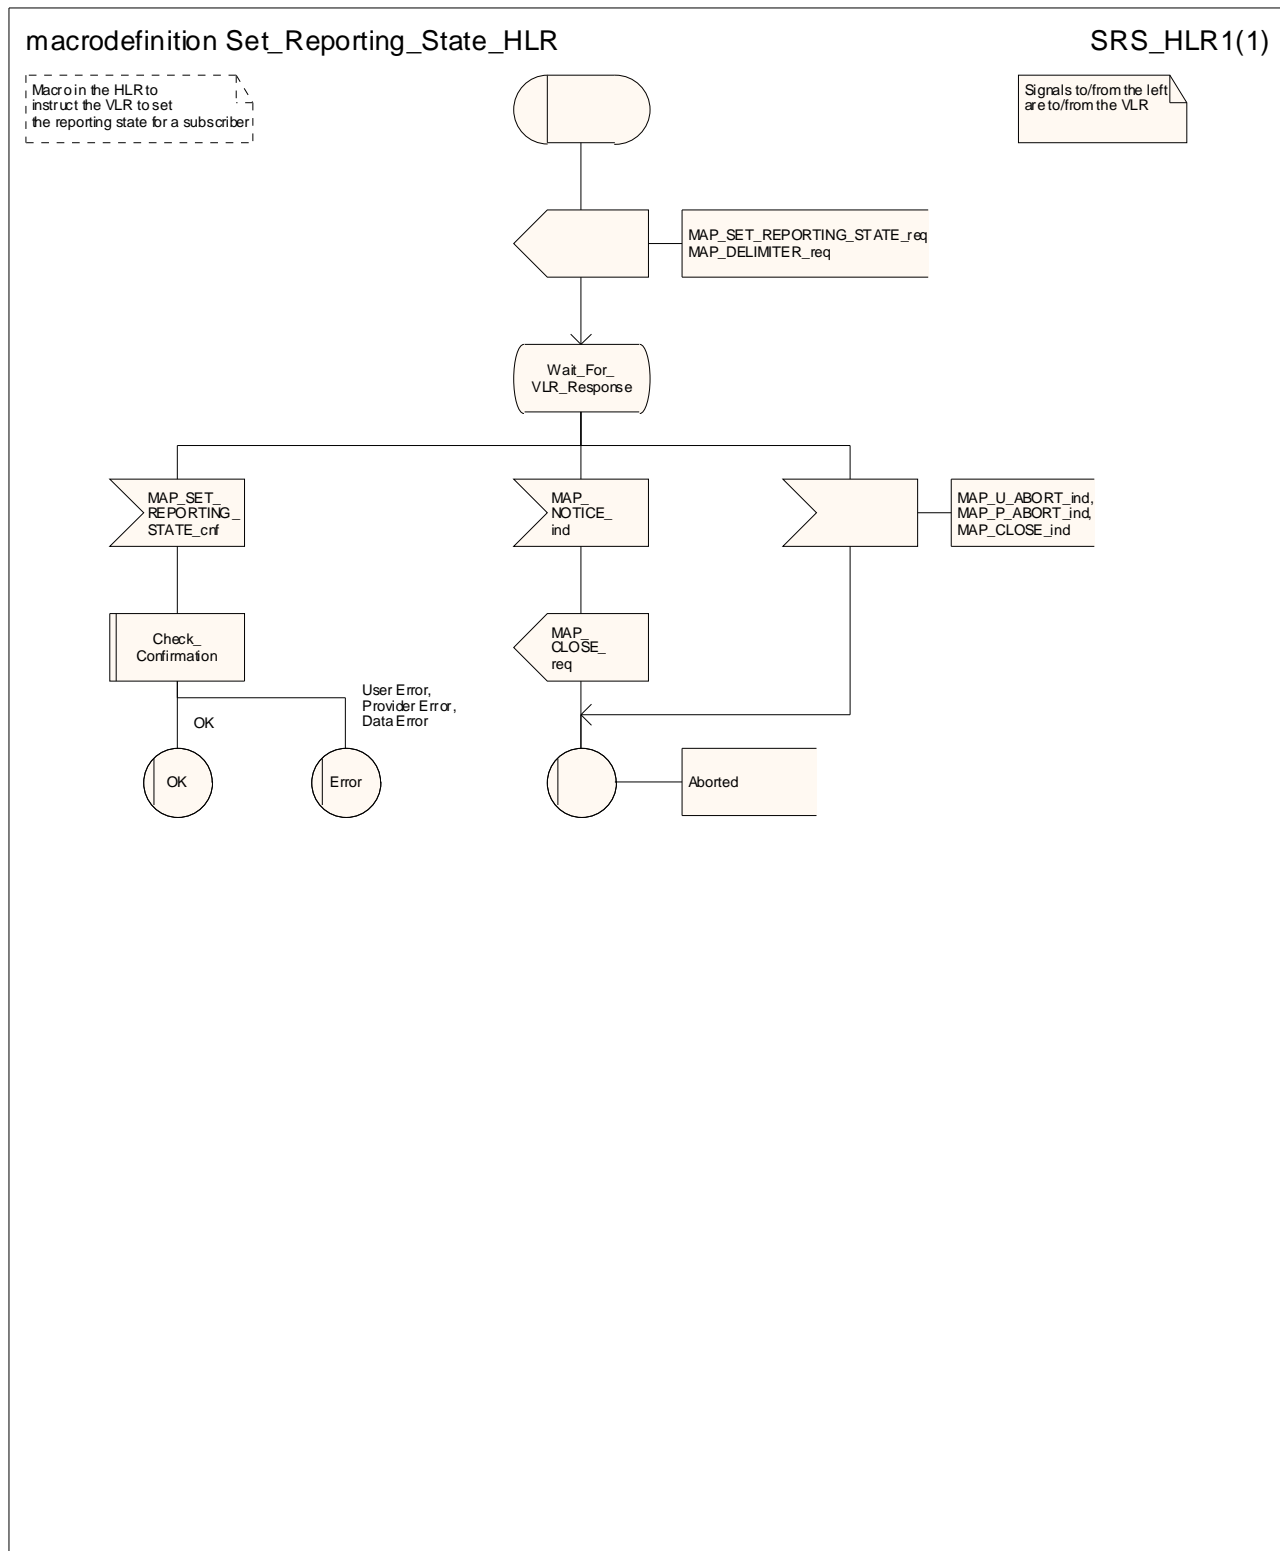 macrodefinition Set_Reporting_State_HLR
SRS_HLR1(1)
Macro in the HLR to
instruct the VLR to set
the reporting state for a subscriber
Signals to/from the left
are to/from the VLR
MAP_SET_REPORTING_STATE_req
MAP_DELIMITER_req
Wait_For_
VLR_Response
MAP_SET_
REPORTING_
STATE_cnf
MAP_
NOTICE_
ind
MAP_U_ABORT_ind,
MAP_P_ABORT_ind,
MAP_CLOSE_ind
Check_
Confirmation
MAP_
CLOSE_
req
User Error,
Provider Error,
Data Error
OK
OK
Error
Aborted